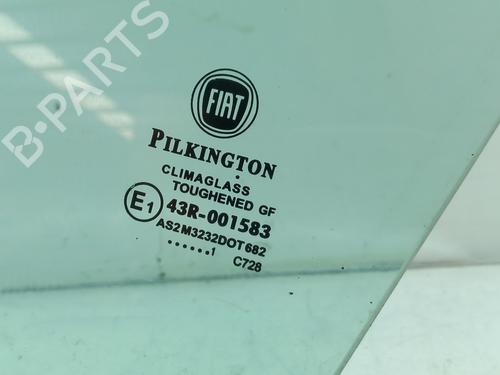 B-PARTS
FIAT
PILKINGTON
CLIMAGLASS
TOUGHENED GF
E1 43R-001583
AS2M3232DOT682
......1 C728